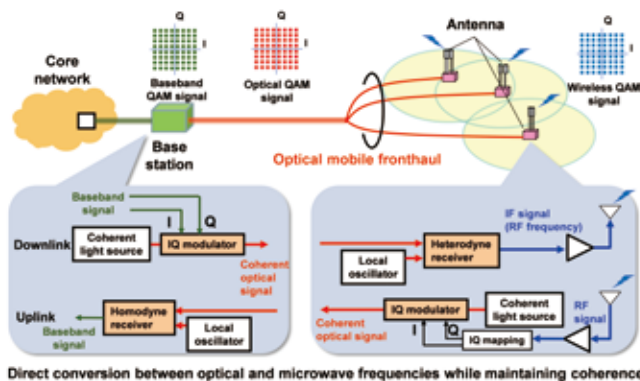 Q
I
Baseband
QAM signal
Q
I
Optical QAM
signal
Antenna
Q
I
Wireless QAM
signal
Core
network
Base
station
Optical mobile fronthaul
Baseband
signal
I
Q
Downlink
Coherent
light source
IQ modulator
Coherent
optical signal
Uplink
Homodyne
receiver
Baseband
signal
Local
oscillator
Local
oscillator
Heterodyne
receiver
IF signal
(RF frequency)
IQ modulator
Coherent
light source
Coherent
optical signal
I
Q
IQ mapping
RF
signal
Direct conversion between optical and microwave frequencies while maintaining coherence